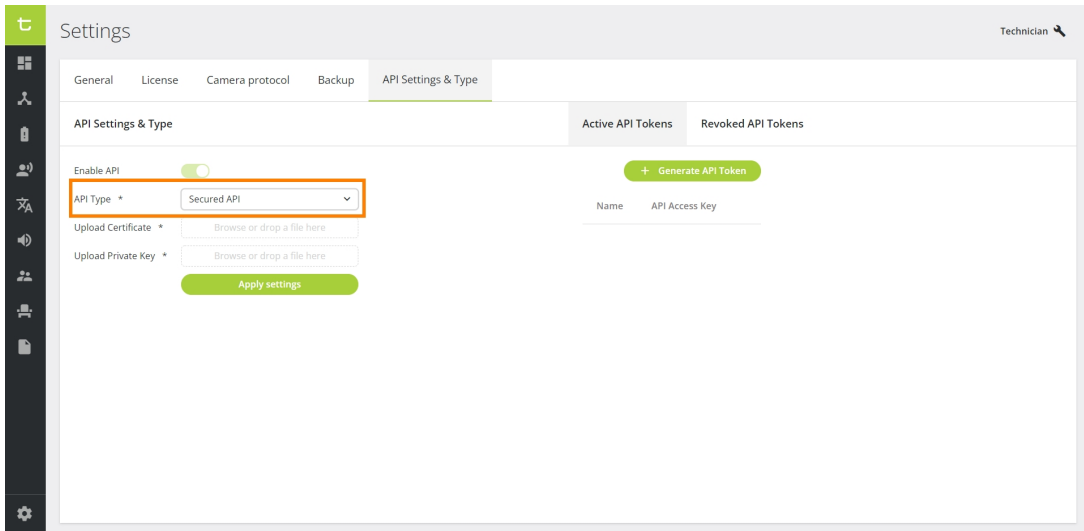 Settings
Technician
General License Camera protocol Backup API Settings & Type
API Settings & Type
Active API Tokens Revoked API Tokens
Enable API
+ Generate API Token
API Type * Secured API
Name API Access Key
Upload Certificate * Browse or drop a file here
Upload Private Key * Browse or drop a file here
Apply settings